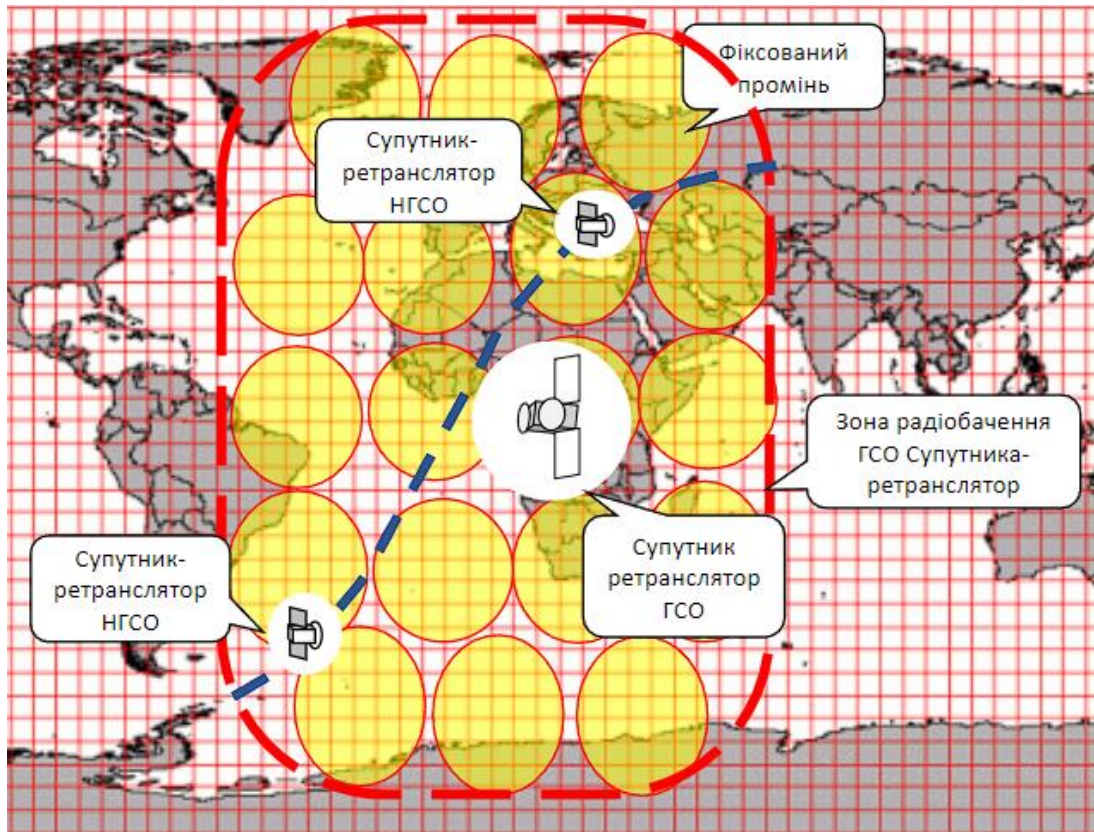 Фіксований
промінь
Супутник-
ретранслятор
НГСО
Зона радіобачення
ГСО Супутника-
ретранслятор
Супутник
ретранслятор
ГСО
Супутник-
ретранслятор
НГСО